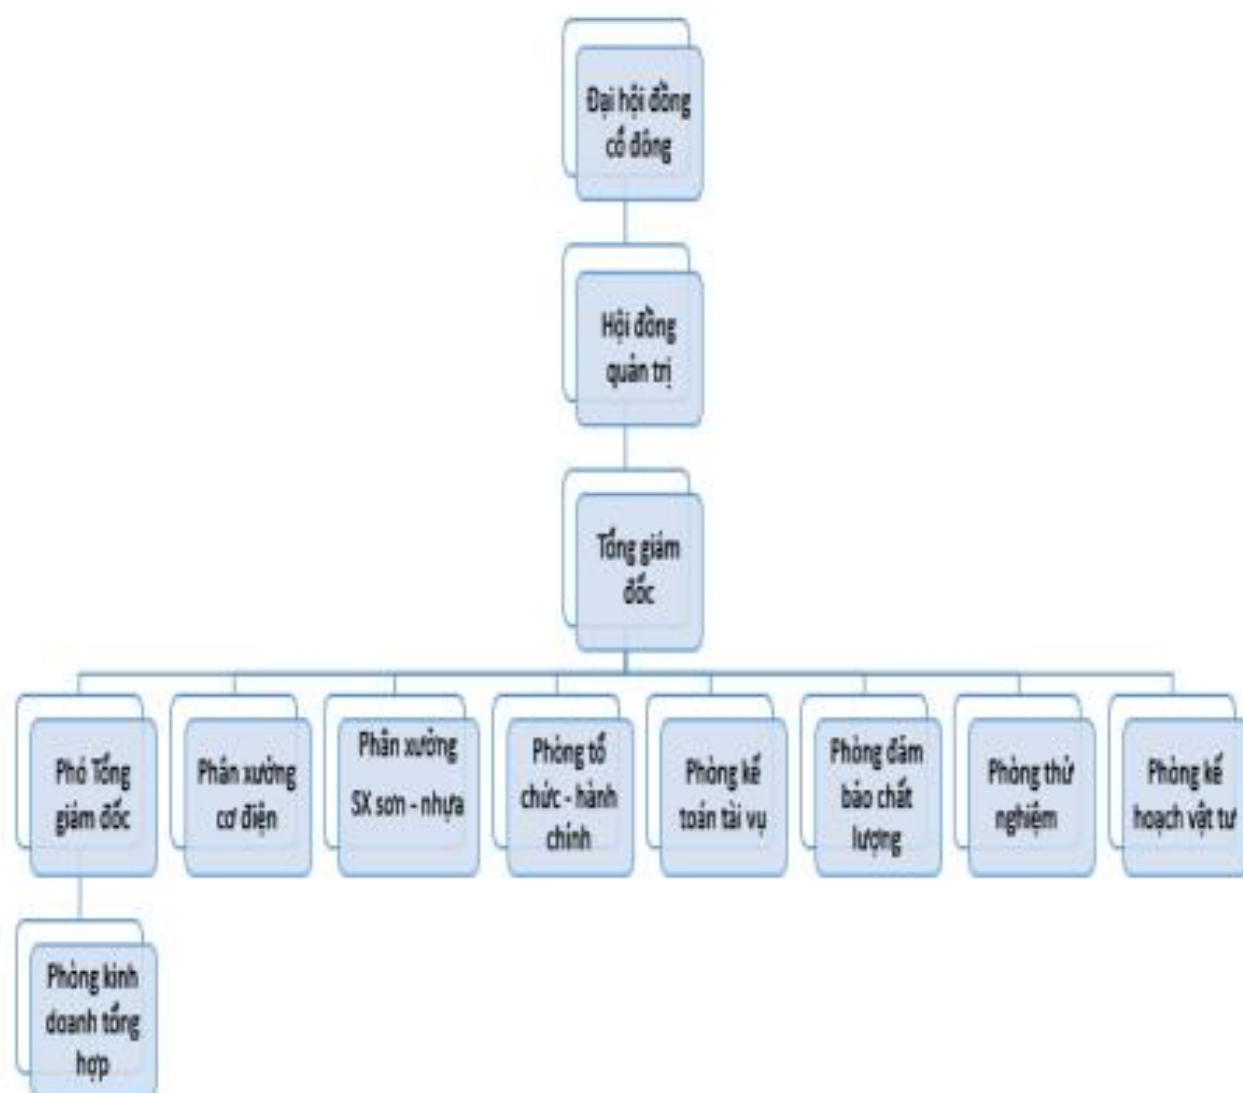 Đại hội đồng
cổ đông
Hội đồng
quản trị
Tổng giám
đốc
Phó Tổng
giám đốc
Phân xưởng
cơ điện
Phân xưởng
SX sơn - nhựa
Phòng tổ
chức - hành
chính
Phòng kế
toán tài vụ
Phòng đảm
bảo chất
lượng
Phòng thử
nghiệm
Phòng kế
hoạch vật tư
Phòng kinh
doanh tổng
hợp